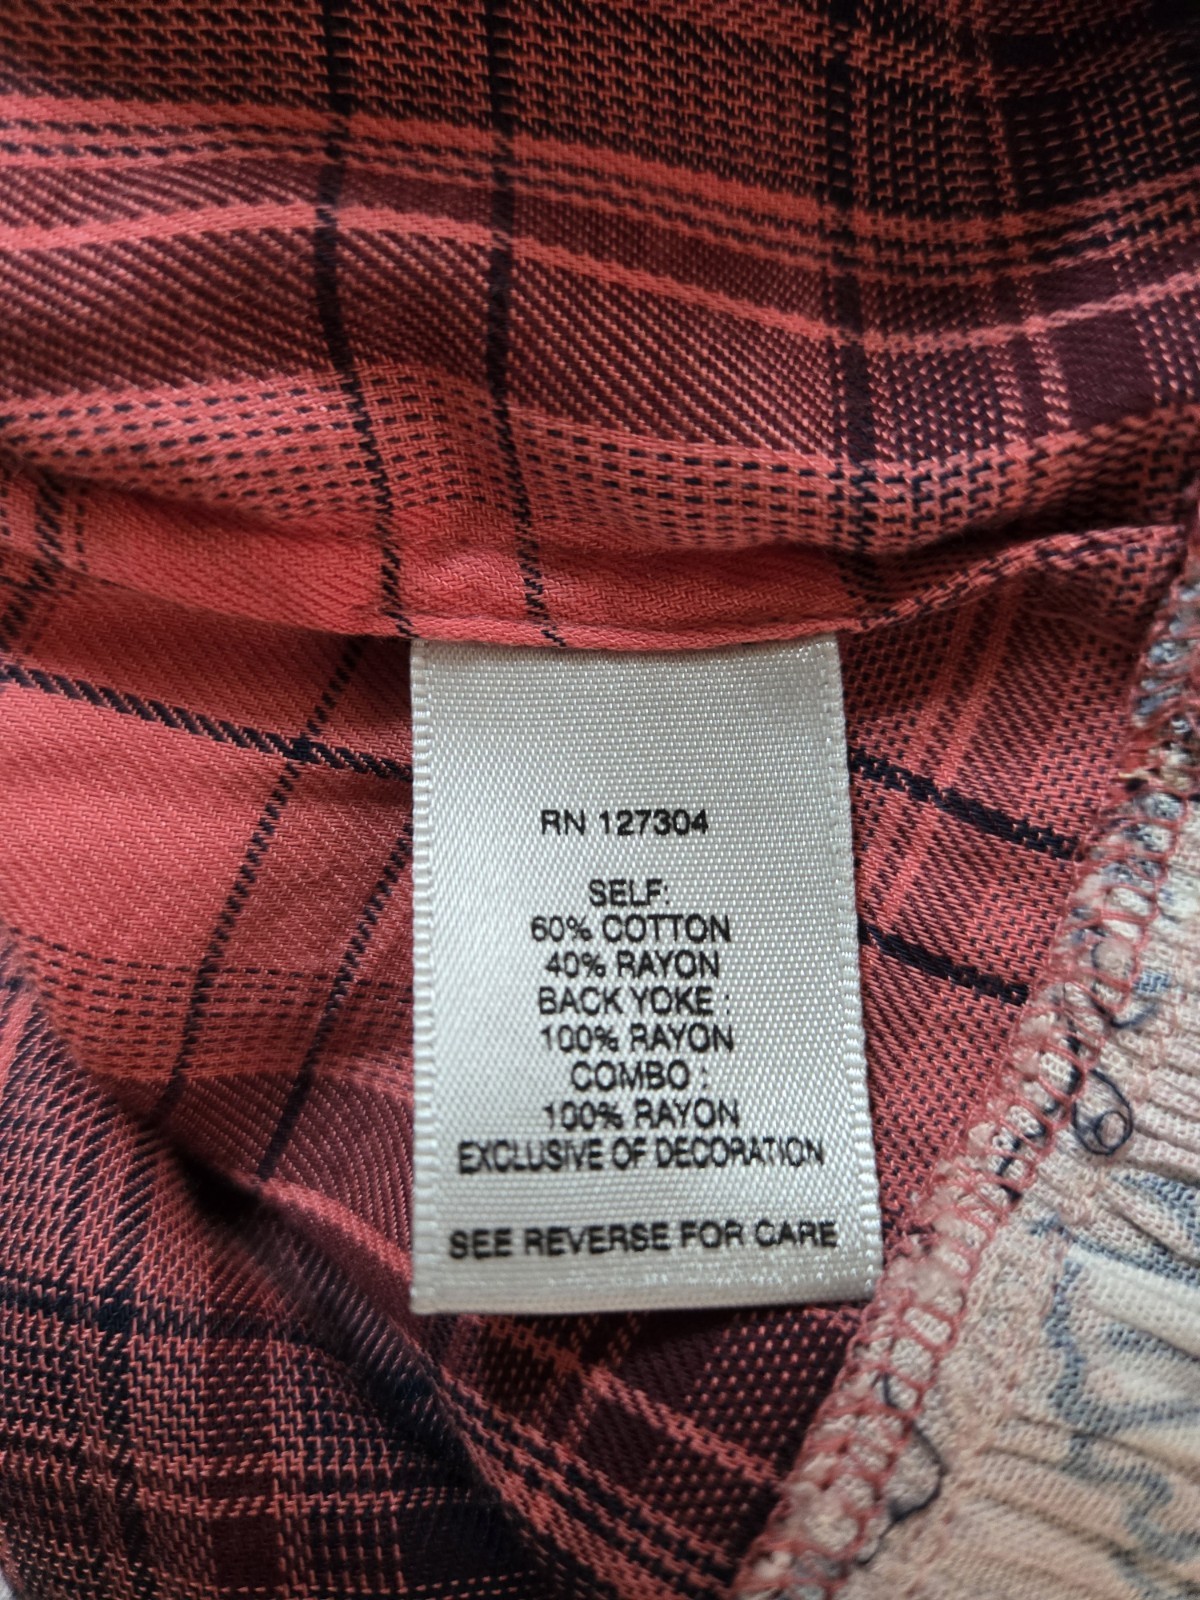 RN 127304
SELF:
60% COTTON
40% RAYON
BACK YOKE :
100% RAYON
COMBO :
100% RAYON
EXCLUSIVE OF DECORATION
SEE REVERSE FOR CARE